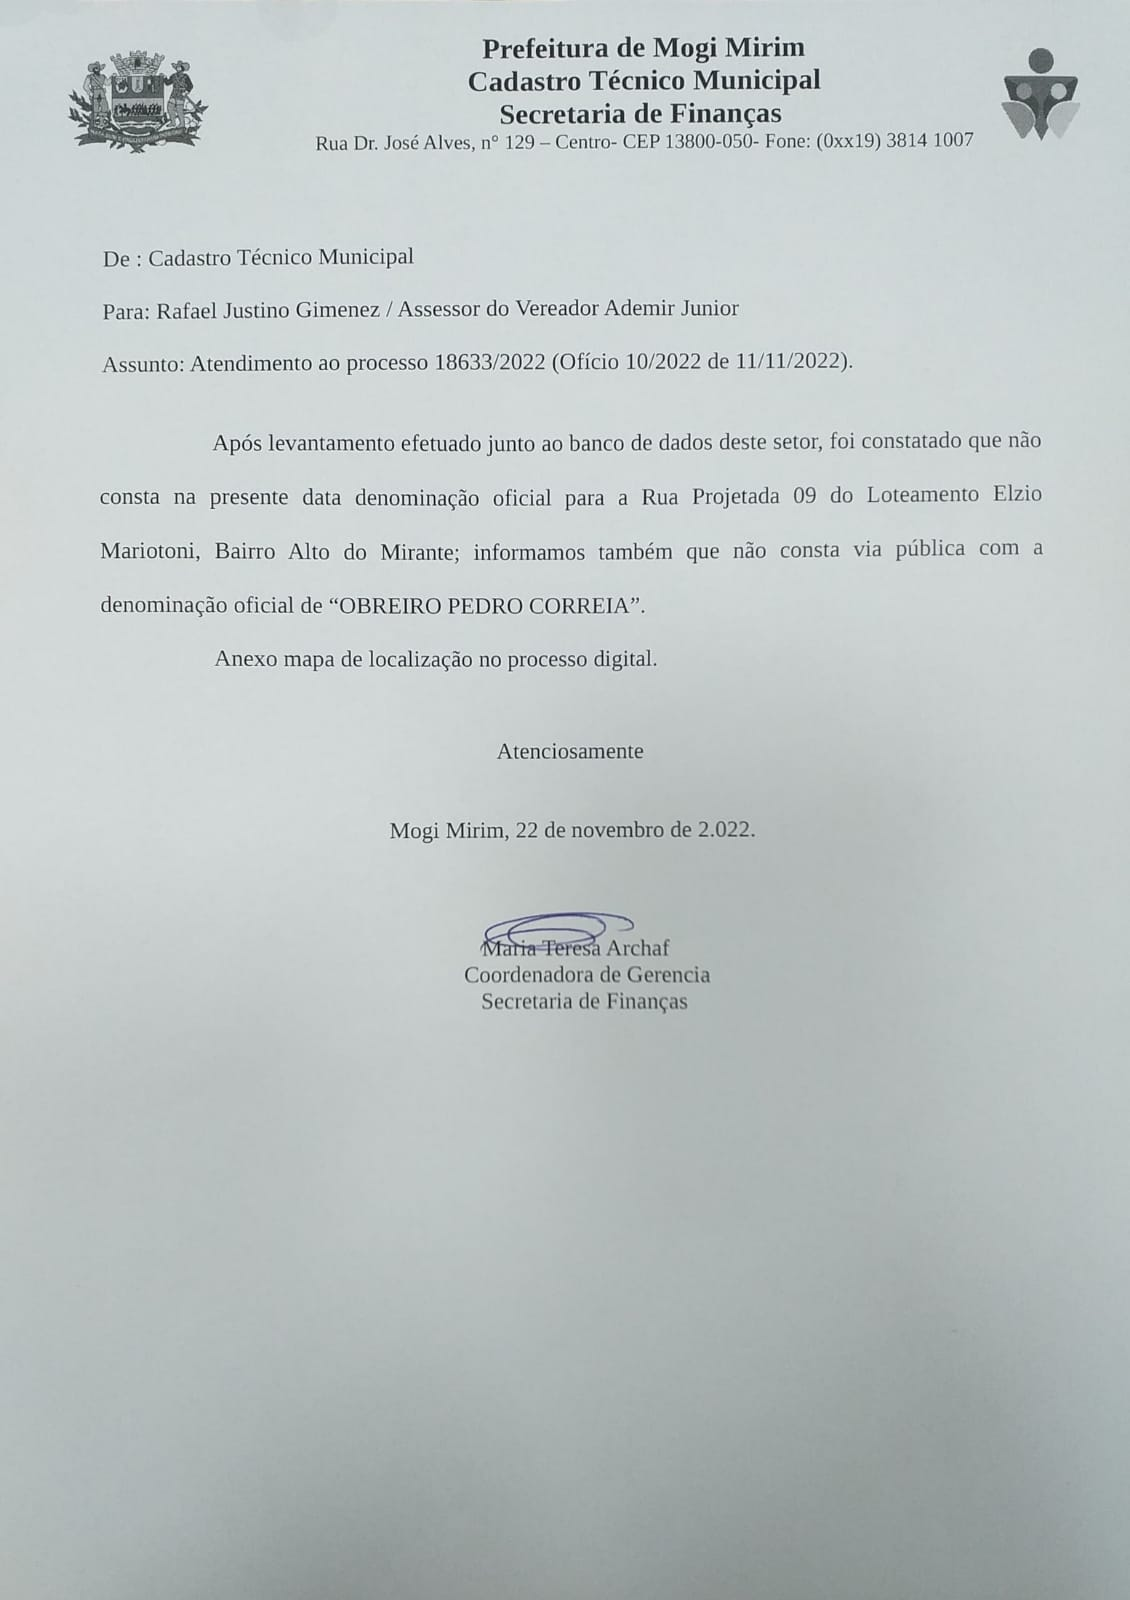 Prefeitura de Mogi Mirim
Cadastro Técnico Municipal
Secretaria de Finanças
Rua Dr. José Alves, n° 129 – Centro- CEP 13800-050- Fone: (0xx19) 3814 1007
De : Cadastro Técnico Municipal
Para: Rafael Justino Gimenez / Assessor do Vereador Ademir Junior
Assunto: Atendimento ao processo 18633/2022 (Ofício 10/2022 de 11/11/2022).
Após levantamento efetuado junto ao banco de dados deste setor, foi constatado que não
consta na presente data denominação oficial para a Rua Projetada 09 do Loteamento Elzio
Mariotoni, Bairro Alto do Mirante; informamos também que não consta via pública com a
denominação oficial de “OBREIRO PEDRO CORREIA”.
Anexo mapa de localização no processo digital.
Atenciosamente
Mogi Mirim, 22 de novembro de 2.022.
Maria Teresa Archaf
Coordenadora de Gerencia
Secretaria de Finanças